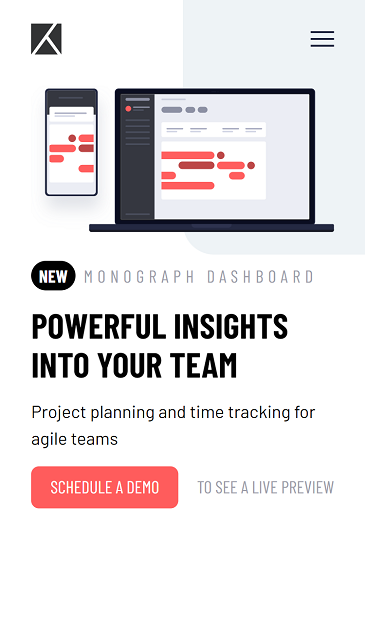 NEW MONOGRAPH DASHBOARD
POWERFUL INSIGHTS
INTO YOUR TEAM
Project planning and time tracking for
agile teams
SCHEDULE A DEMO TO SEE A LIVE PREVIEW